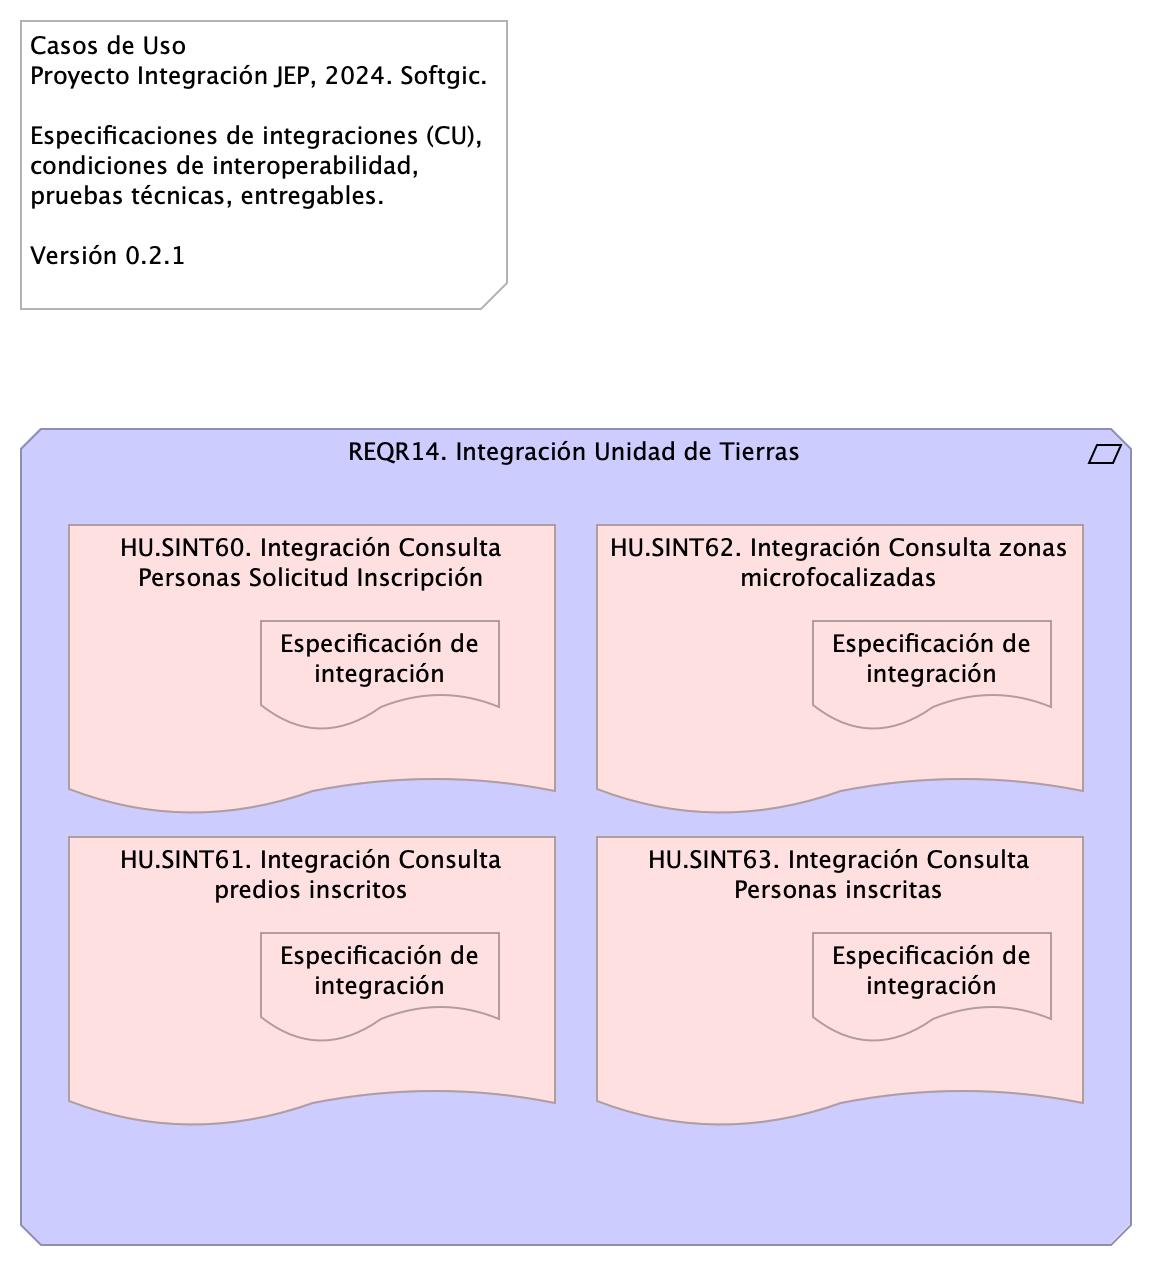 Casos de Uso
Proyecto Integración JEP, 2024. Softgic.
Especificaciones de integraciones (CU),
condiciones de interoperabilidad,
pruebas técnicas, entregables.
Versión 0.2.1
REQR14. Integración Unidad de Tierras
HU.SINT60. Integración Consulta
Personas Solicitud Inscripción
Especificación de
integración
HU.SINT62. Integración Consulta zonas
microfocalizadas
Especificación de
integración
HU.SINT61. Integración Consulta
predios inscritos
Especificación de
integración
HU.SINT63. Integración Consulta
Personas inscritas
Especificación de
integración